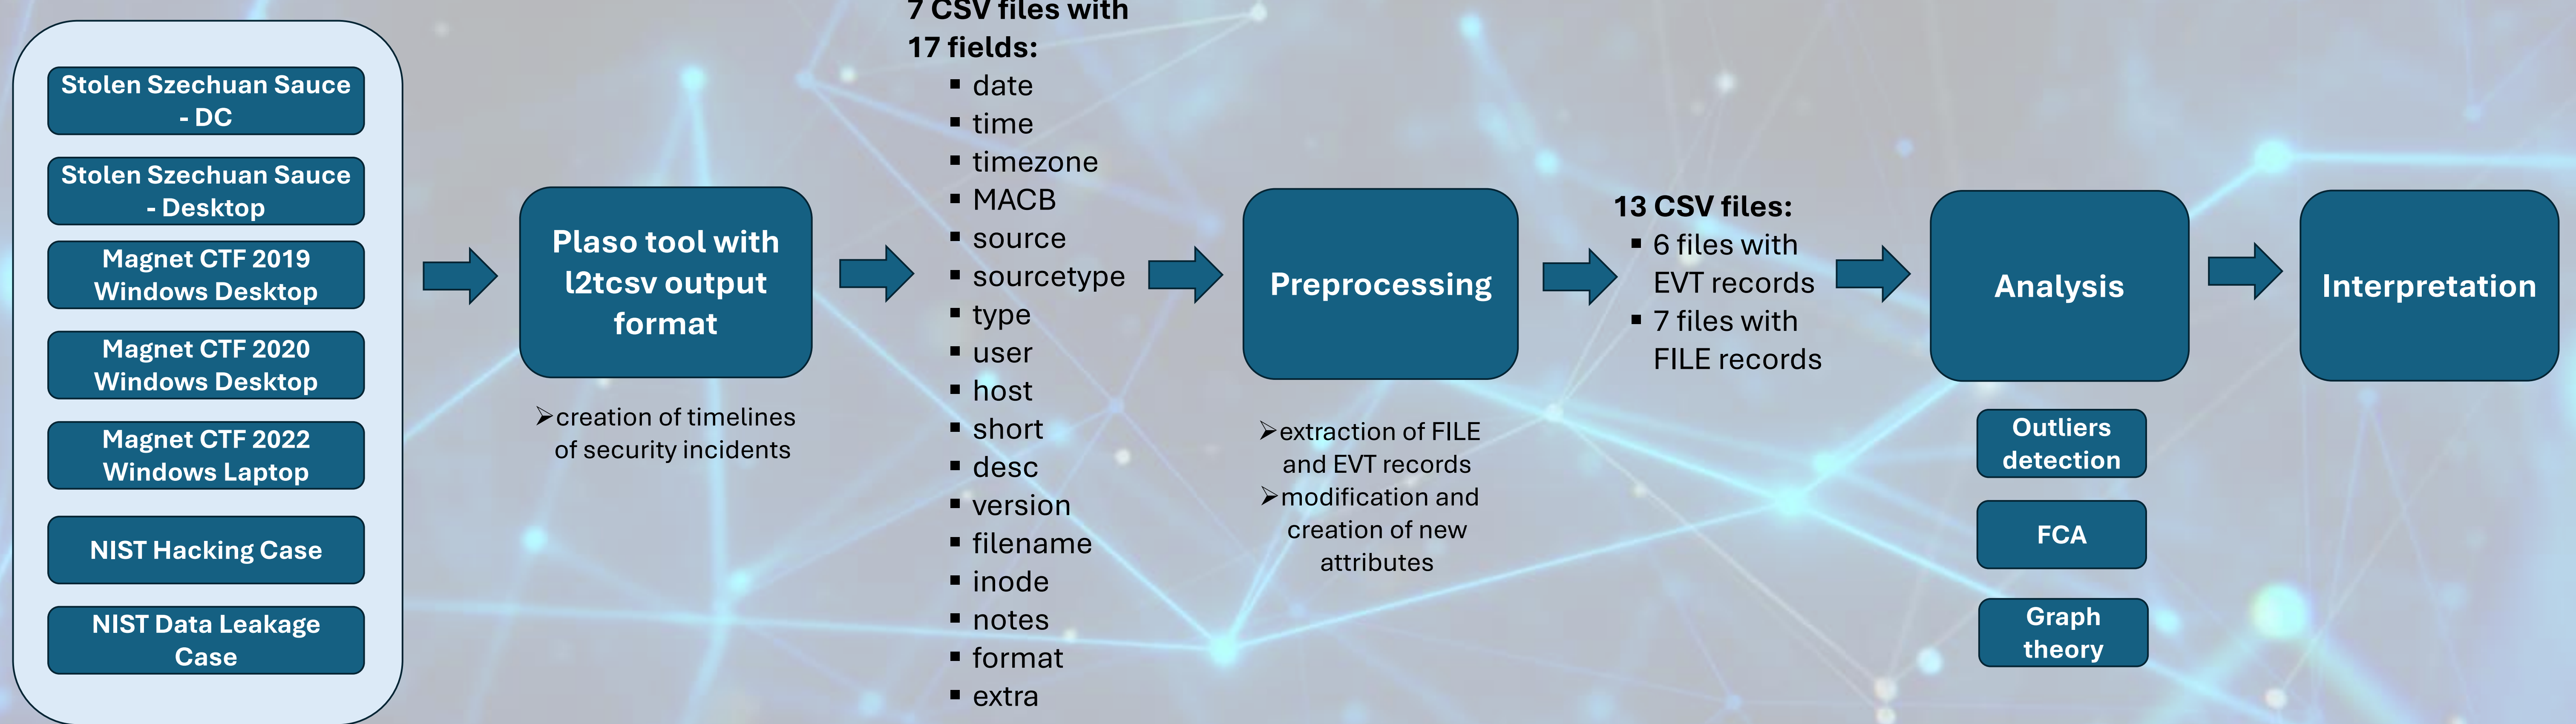 Stolen Szechuan Sauce
- DC
Stolen Szechuan Sauce
- Desktop
Magnet CTF 2019
Windows Desktop
Magnet CTF 2020
Windows Desktop
Magnet CTF 2022
Windows Laptop
NIST Hacking Case
NIST Data Leakage
Case
Plaso tool with
l2tcsv output
format
➢creation of timelines
of security incidents
7 CSV files with
17 fields:
▪ date
▪ time
▪ timezone
▪ MACB
▪ source
▪ sourcetype
▪ type
▪ user
▪ host
▪ short
▪ desc
▪ version
▪ filename
▪ inode
▪ notes
▪ format
▪ extra
Preprocessing
➢extraction of FILE
and EVT records
➢modification and
creation of new
attributes
13 CSV files:
▪ 6 files with
EVT records
▪ 7 files with
FILE records
Analysis
Outliers
detection
FCA
Graph
theory
Interpretation